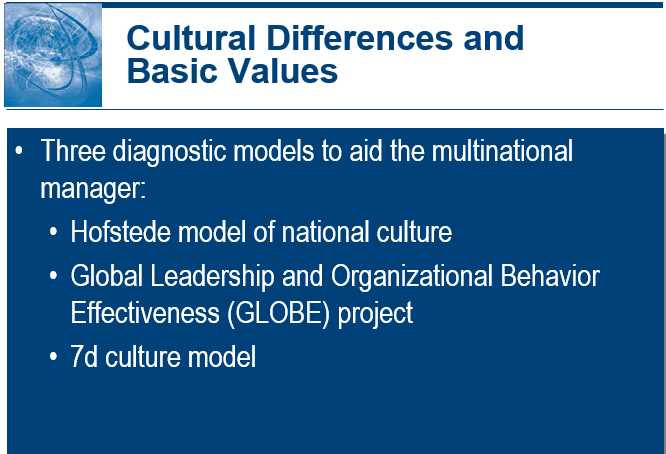 Cultural Differences and
Basic Values
• Three diagnostic models to aid the multinational
manager:
• Hofstede model of national culture
• Global Leadership and Organizational Behavior
Effectiveness (GLOBE) project
• 7d culture model